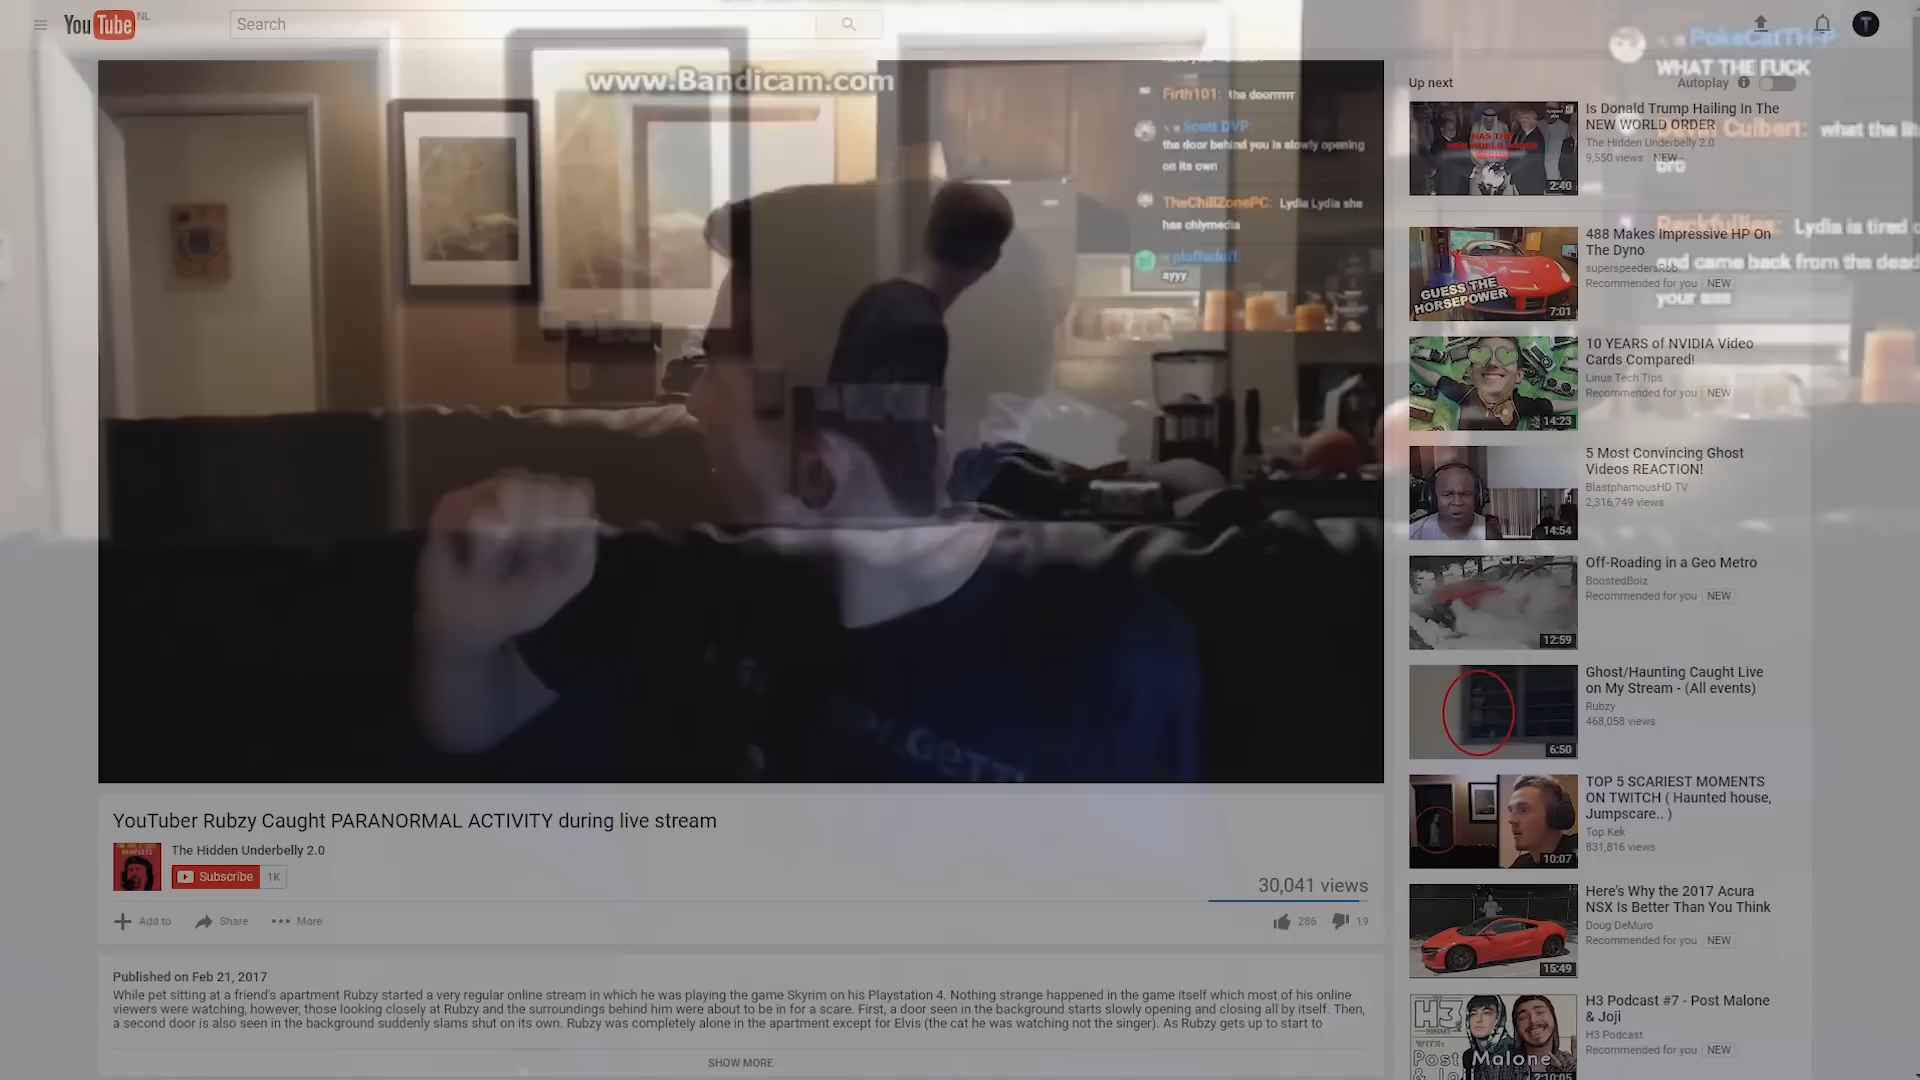 YouTube NL
Search
www.Bandicam.com
Firth101: the doorrrrr
Scott DVP:
the door behind you is slowly opening
on its own
TheChillZonePC: Lydia Lydia she
has chlymedia
ayyy
WHAT THE FUCK
Culbert: what the
bro
Lydia is tired
and came back from the dead
your ass
Up next
Autoplay
Is Donald Trump Hailing In The
NEW WORLD ORDER
The Hidden Underbelly 2.0
9,550 views NEW
2:40
488 Makes Impressive HP On
The Dyno
superspeedersRob
Recommended for you NEW
GUESS THE
HORSEPOWER
7:01
10 YEARS of NVIDIA Video
Cards Compared!
Linus Tech Tips
Recommended for you NEW
14:23
5 Most Convincing Ghost
Videos REACTION!
BlastphamousHD TV
2,316,749 views
14:54
Off-Roading in a Geo Metro
BoostedBoiz
Recommended for you NEW
12:59
Ghost/Haunting Caught Live
on My Stream - (All events)
Rubzy
468,058 views
6:50
TOP 5 SCARIEST MOMENTS
ON TWITCH ( Haunted house,
Jumpscare.. )
Top Kek
831,816 views
10:07
Here's Why the 2017 Acura
NSX Is Better Than You Think
Doug DeMuro
Recommended for you NEW
15:49
H3 Podcast #7 - Post Malone
& Joji
H3 Podcast
Recommended for you NEW
H3
PODCAST
WITH:
Post Malone
& Joji
2:10:05
YouTuber Rubzy Caught PARANORMAL ACTIVITY during live stream
The Hidden Underbelly 2.0
Subscribe 1K
30,041 views
Add to Share More
286 19
Published on Feb 21, 2017
While pet sitting at a friend's apartment Rubzy started a very regular online stream in which he was playing the game Skyrim on his Playstation 4. Nothing strange happened in the game itself which most of his online
viewers were watching, however, those looking closely at Rubzy and the surroundings behind him were about to be in for a scare. First, a door seen in the background starts slowly opening and closing all by itself. Then,
a second door is also seen in the background suddenly slams shut on its own. Rubzy was completely alone in the apartment except for Elvis (the cat he was watching not the singer). As Rubzy gets up to start to
SHOW MORE